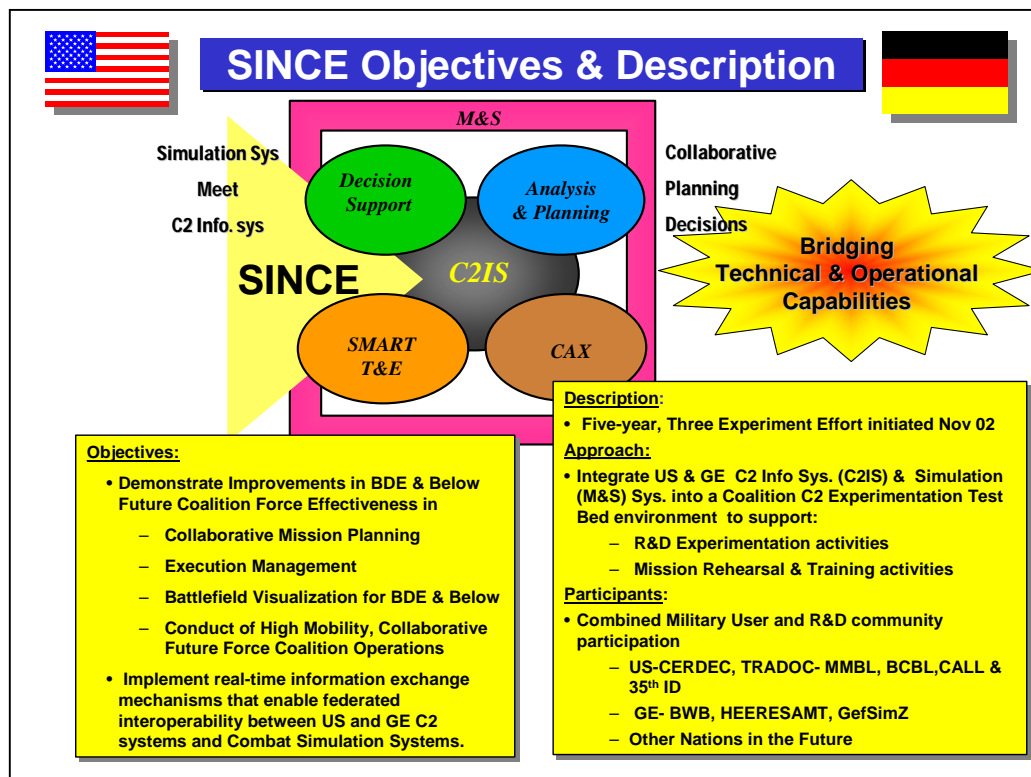 SINCE Objectives & Description
M&S
Simulation Sys
Meet
C2 Info. sys
SINCE
Decision
Support
Analysis
& Planning
C2IS
SMART
T&E
CAX
Collaborative
Planning
Decisions
Bridging
Technical & Operational
Capabilities
Objectives:
• Demonstrate Improvements in BDE & Below
Future Coalition Force Effectiveness in
– Collaborative Mission Planning
– Execution Management
– Battlefield Visualization for BDE & Below
– Conduct of High Mobility, Collaborative
Future Force Coalition Operations
• Implement real-time information exchange
mechanisms that enable federated
interoperability between US and GE C2
systems and Combat Simulation Systems.
Description:
• Five-year, Three Experiment Effort initiated Nov 02
Approach:
• Integrate US & GE C2 Info Sys. (C2IS) & Simulation
(M&S) Sys. into a Coalition C2 Experimentation Test
Bed environment to support:
– R&D Experimentation activities
– Mission Rehearsal & Training activities
Participants:
• Combined Military User and R&D community
participation
– US-CERDEC, TRADOC- MMBL, BCBL,CALL &
35th ID
– GE- BWB, HEERESAMT, GefSimZ
– Other Nations in the Future